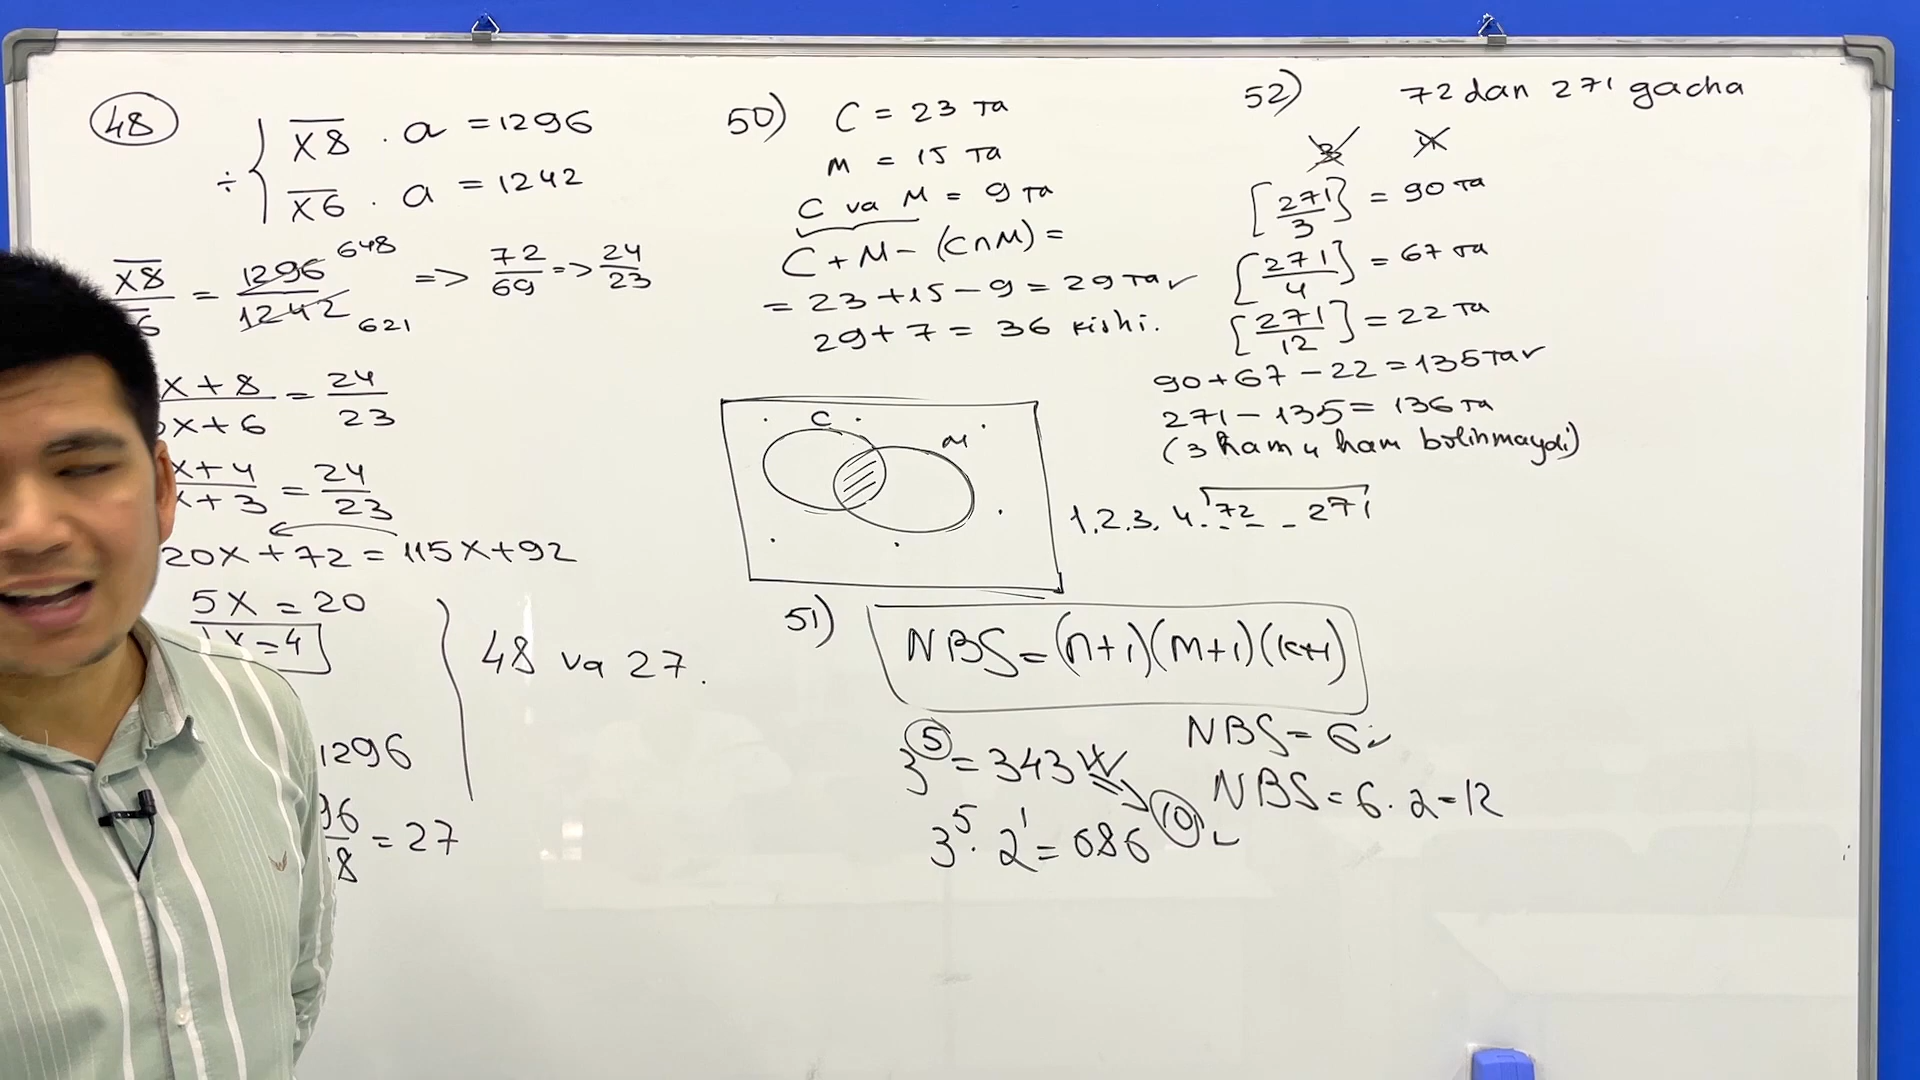 48
÷ { x8 · a = 1296
x6 · a = 1242
x8 / 6 = 1296 / 1242 648 621 => 72/69 => 24/23
x + 8 / x + 6 = 24/23
x + 4 / x + 3 = 24/23
20x + 72 = 115x + 92
5x = 20
x = 4
48 va 27.
1296
96 / 8 = 27
50) C = 23 ta
M = 15 ta
C va M = 9 ta
C + M - (C∩M) =
= 23 + 15 - 9 = 29 ta
29 + 7 = 36 kishi.
C
M
51) NBS = (n+1)(m+1)(k+1)
3^5 = 343
NBS = 6
3^5 · 2^1 = 686 10
NBS = 6 · 2 = 12
52) 72 dan 271 gacha
3 4
[271/3] = 90 ta
[271/4] = 67 ta
[271/12] = 22 ta
90 + 67 - 22 = 135 ta
271 - 135 = 136 ta
(3 ham 4 ham bolinmaydi)
1.2.3.4. 72 _ _ 271